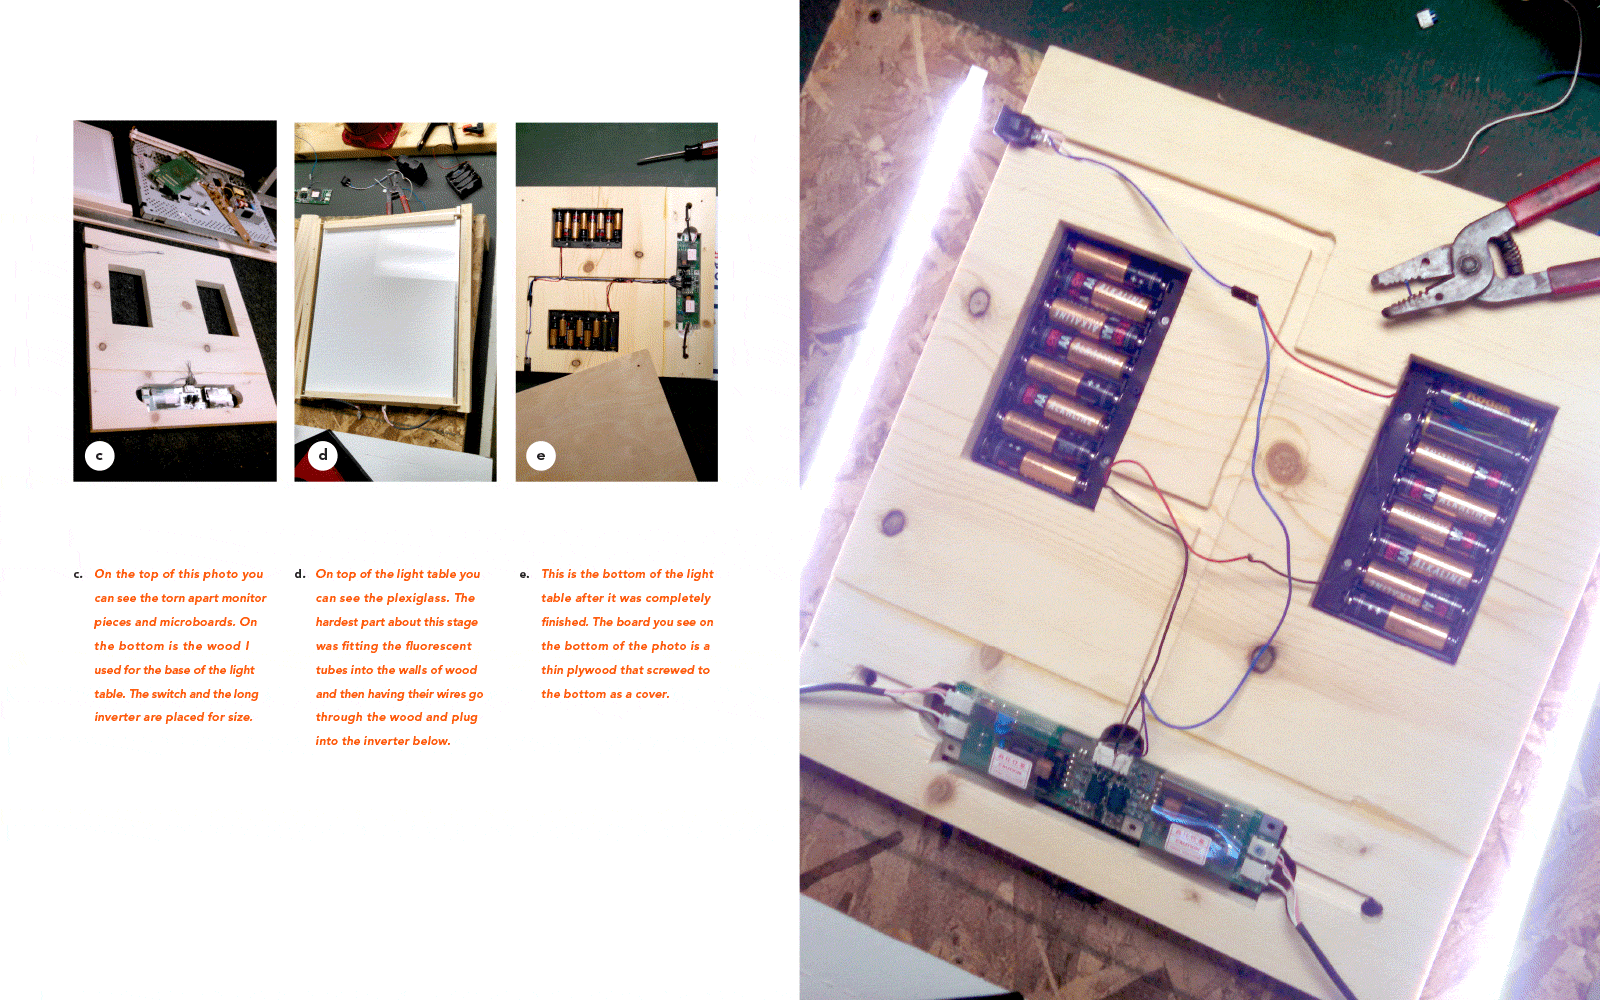 c
d
e
c. On the top of this photo you
can see the torn apart monitor
pieces and microboards. On
the bottom is the wood I
used for the base of the light
table. The switch and the long
inverter are placed for size.
d. On top of the light table you
can see the plexiglass. The
hardest part about this stage
was fitting the fluorescent
tubes into the walls of wood
and then having their wires go
through the wood and plug
into the inverter below.
e. This is the bottom of the light
table after it was completely
finished. The board you see on
the bottom of the photo is a
thin plywood that screwed to
the bottom as a cover.
Kodak
ALKALINE